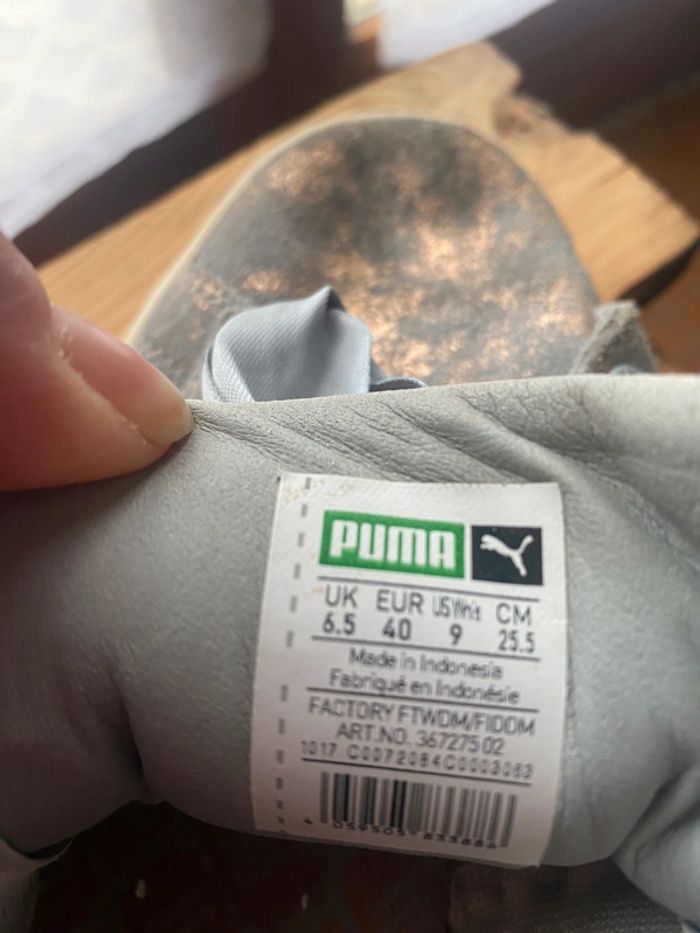 PUMA
UK EUR US Wn's CM
6.5 40 9 25.5
Made in Indonesia
Fabriqué en Indonésie
FACTORY FTWDM/FIDOM
ART.NO. 367275 02
1017 C0072084C0003063